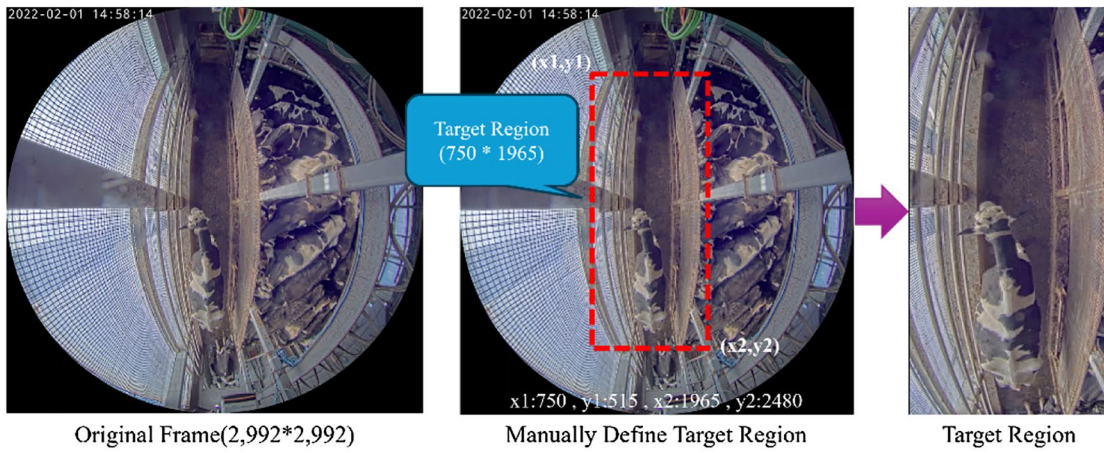 2022-02-01 14:58:14
2022-02-01 14:58:14
(x1,y1)
Target Region
(750 * 1965)
(x2,y2)
x1:750 , y1:515 , x2:1965 , y2:2480
Original Frame(2,992*2,992)
Manually Define Target Region
Target Region